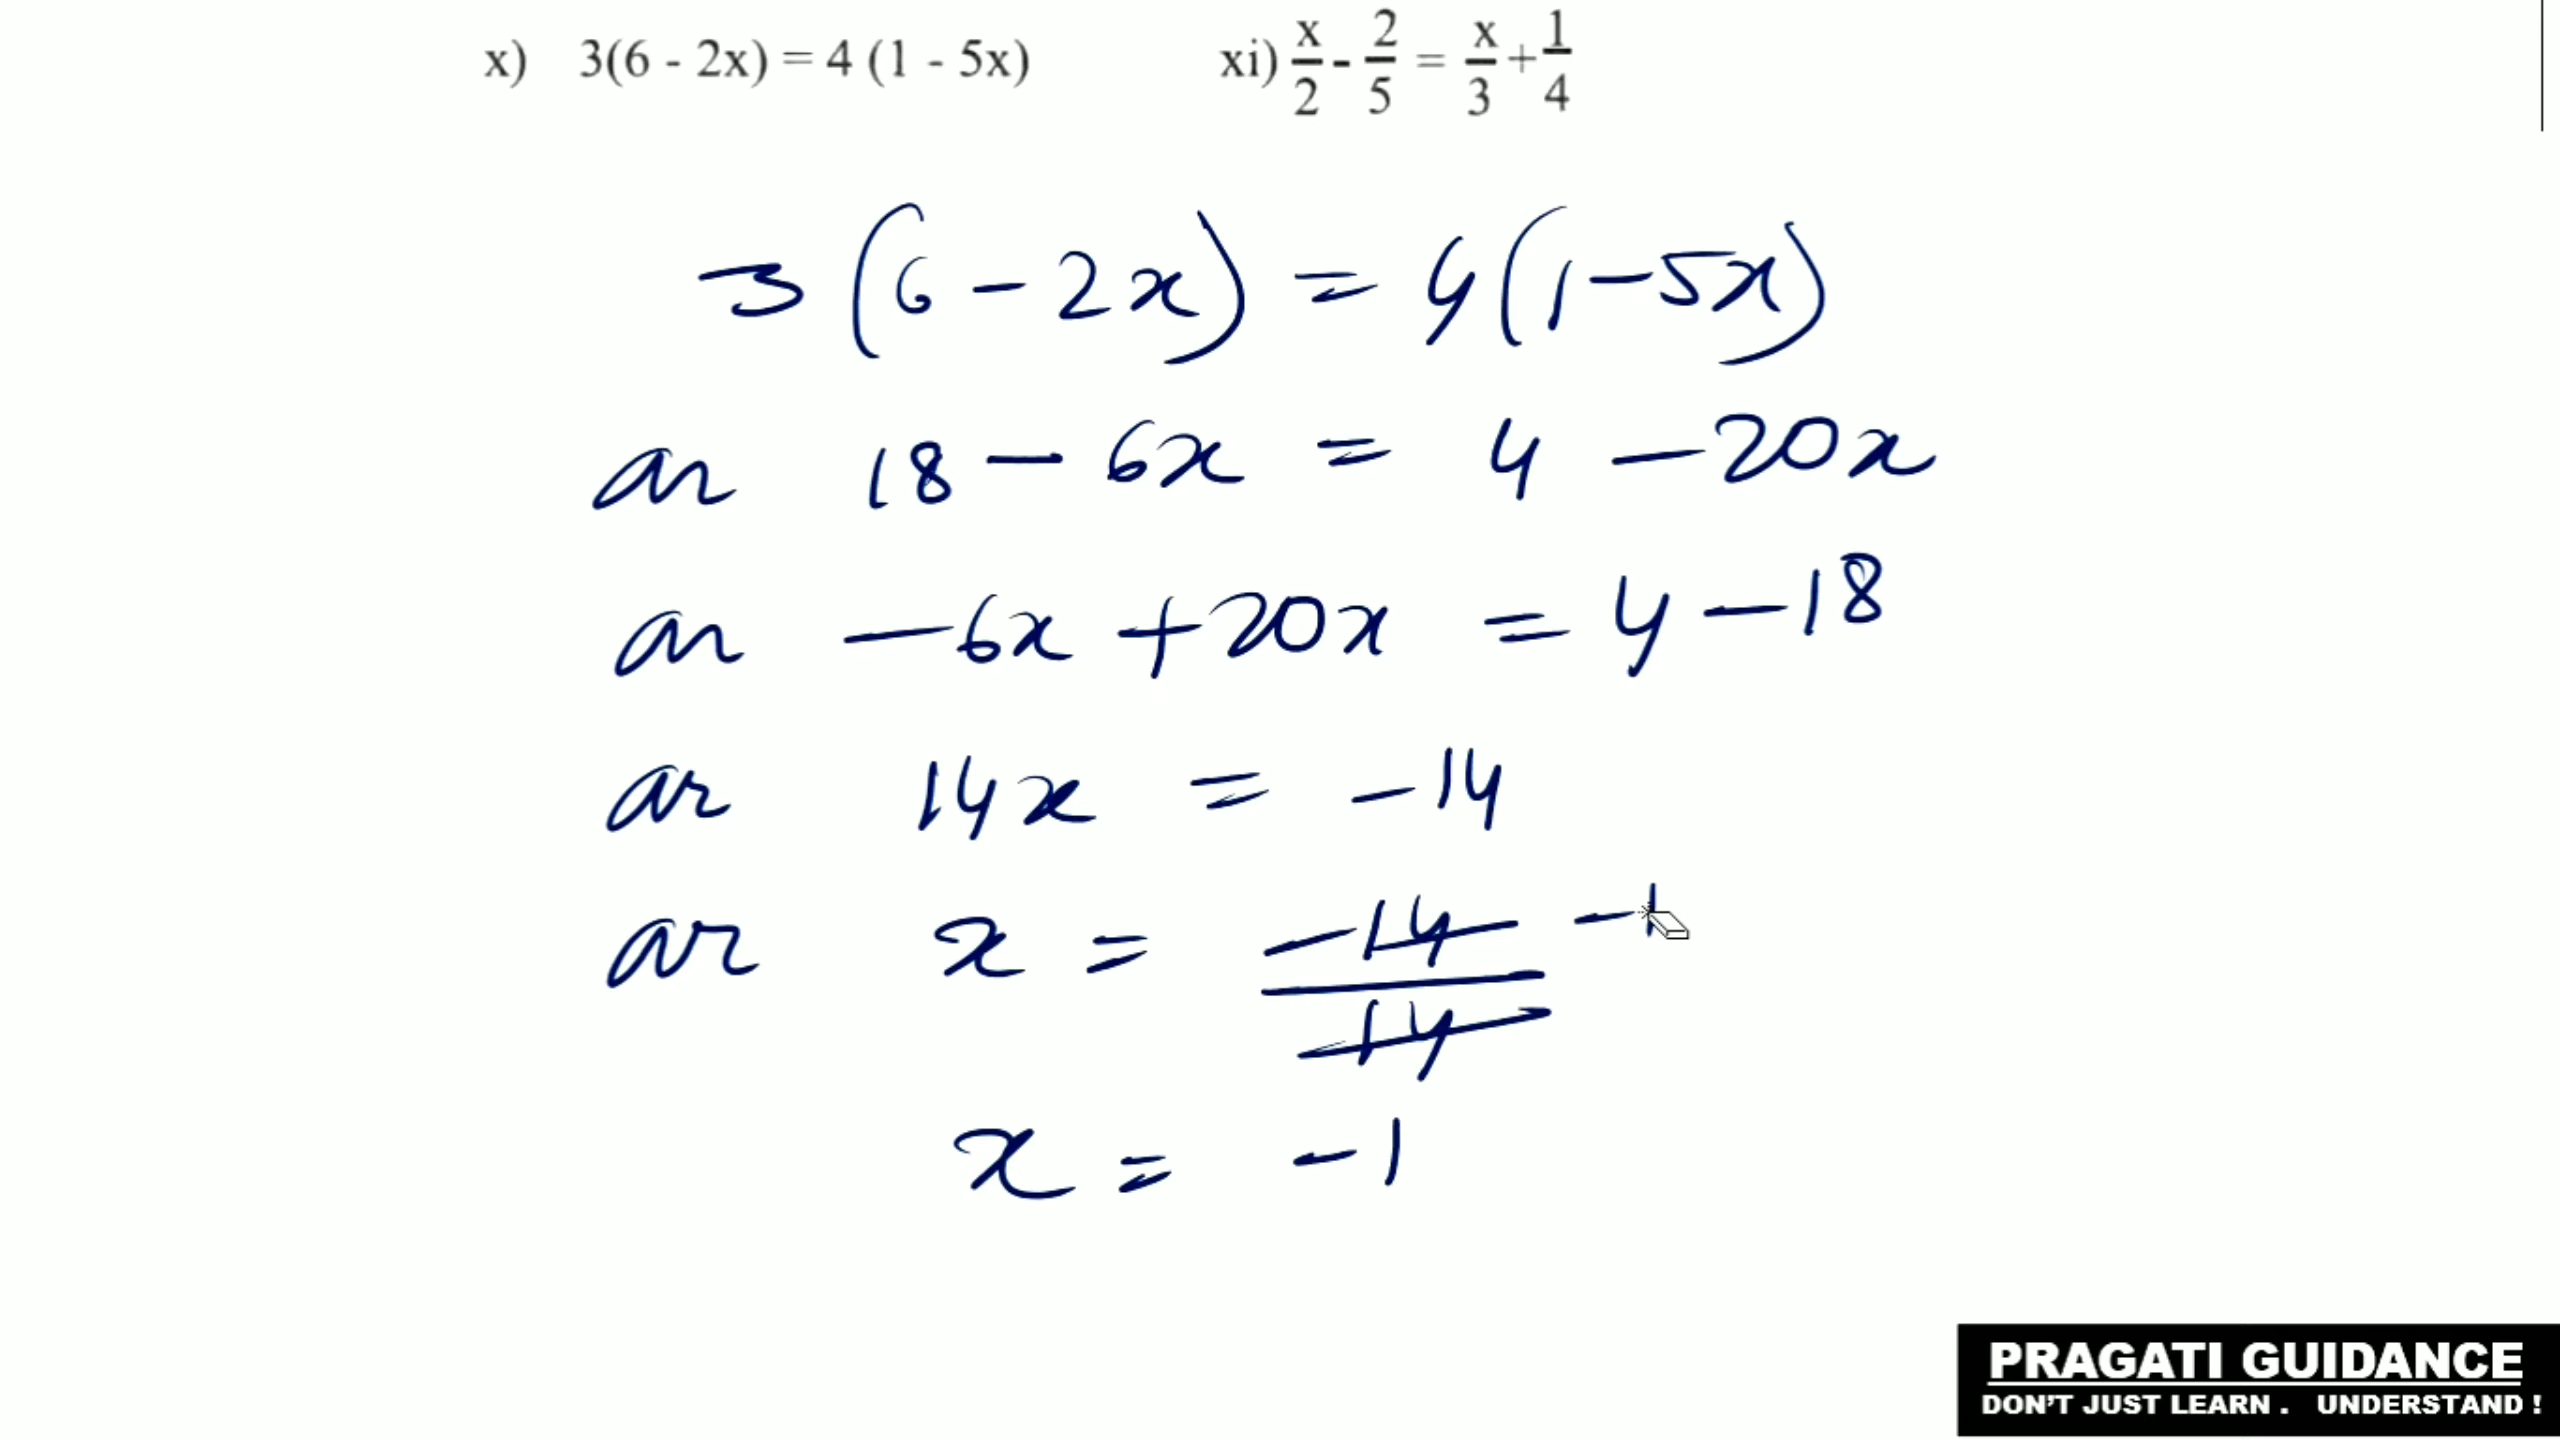 x) 3(6 - 2x) = 4 (1 - 5x)
xi) x/2 - 2/5 = x/3 + 1/4
3(6 - 2x) = 4(1 - 5x)
or 18 - 6x = 4 - 20x
or - 6x + 20x = 4 - 18
or 14x = -14
or x = -14/14 -1
x = -1
PRAGATI GUIDANCE
DON'T JUST LEARN . UNDERSTAND !